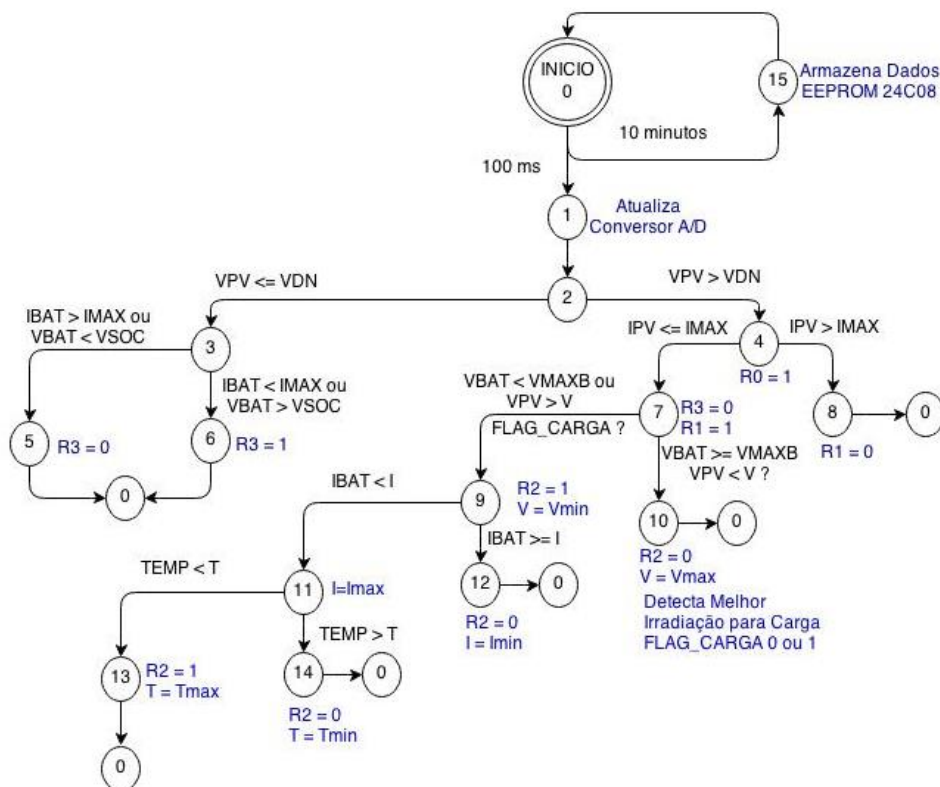 INICIO
0
15
Armazena Dados
EEPROM 24C08
10 minutos
100 ms
1
Atualiza
Conversor A/D
2
VPV <= VDN
VPV > VDN
IBAT > IMAX ou
VBAT < VSOC
3
IBAT < IMAX ou
VBAT > VSOC
5
R3 = 0
6
R3 = 1
0
IPV <= IMAX
4
IPV > IMAX
R0 = 1
8
0
R1 = 0
VBAT < VMAXB ou
VPV > V
FLAG_CARGA ?
7
R3 = 0
R1 = 1
VBAT >= VMAXB
VPV < V ?
10
0
R2 = 0
V = Vmax
Detecta Melhor
Irradiação para Carga
FLAG_CARGA 0 ou 1
IBAT < I
9
R2 = 1
V = Vmin
IBAT >= I
12
0
R2 = 0
I = Imin
TEMP < T
11
I=Imax
TEMP > T
13
R2 = 1
T = Tmax
14
0
R2 = 0
T = Tmin
0